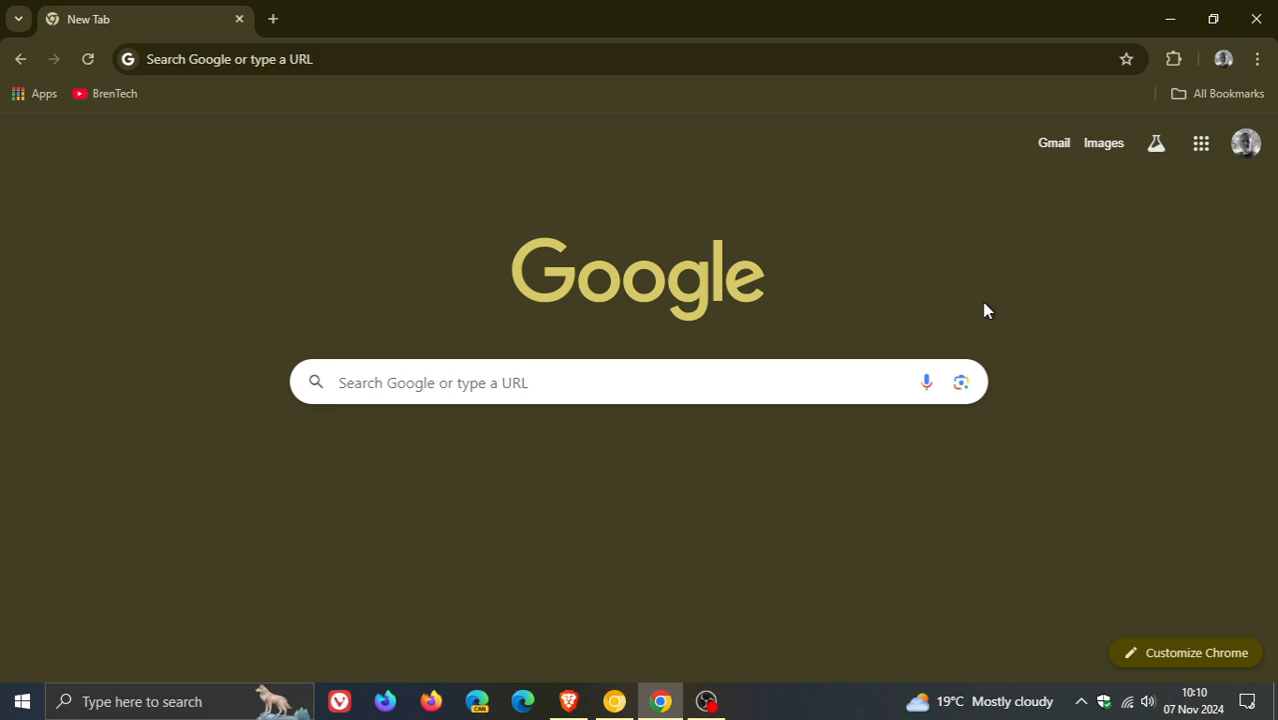 New Tab
Search Google or type a URL
Apps
BrenTech
All Bookmarks
Gmail
Images
Google
Search Google or type a URL
Customize Chrome
Type here to search
CAN
19°C Mostly cloudy
10:10
07 Nov 2024